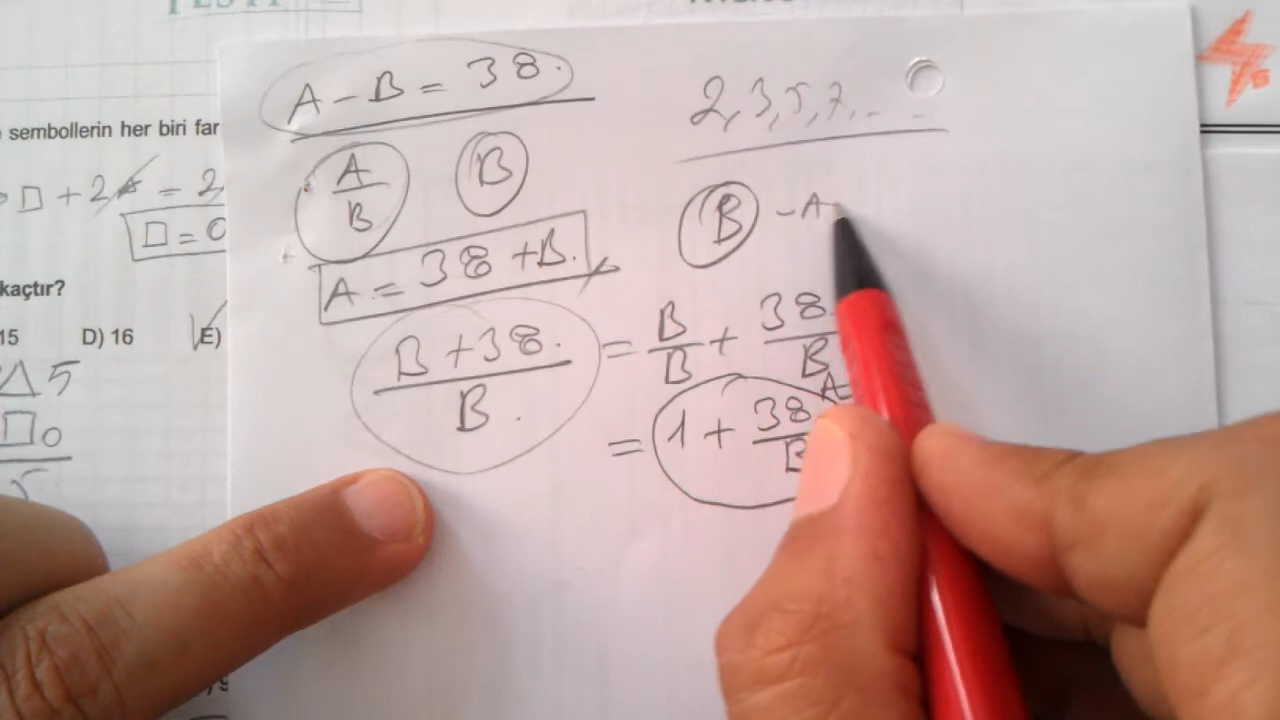 sembollerin her biri far
□ + 2 = 2
□ = 0
kaçtır?
15 D) 16 E)
△ 5
□ 0
A - B = 38.
A/B B
A = 38 + B.
B + 38. / B. = B/B + 38/B
= 1 + 38/B
2, 3, 5, 7, ...
B - A